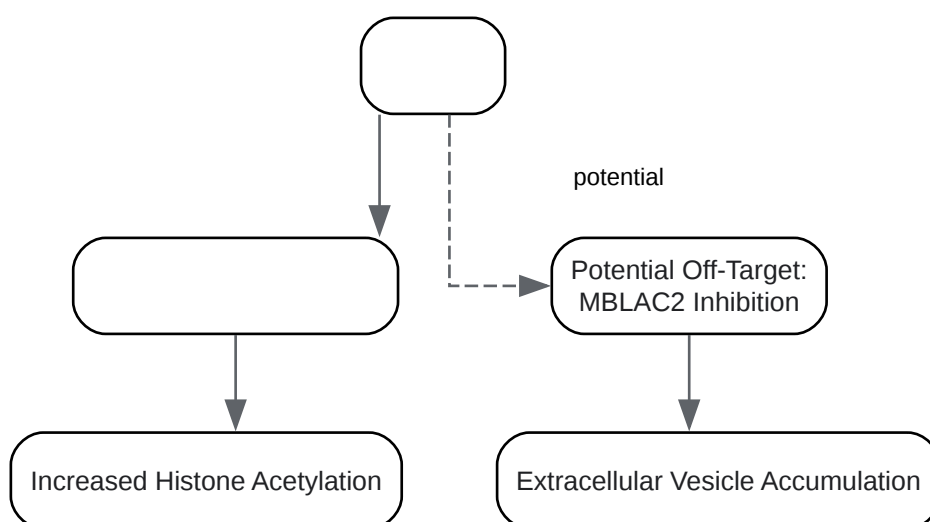 potential
Potential Off-Target:
MBLAC2 Inhibition
Increased Histone Acetylation
Extracellular Vesicle Accumulation